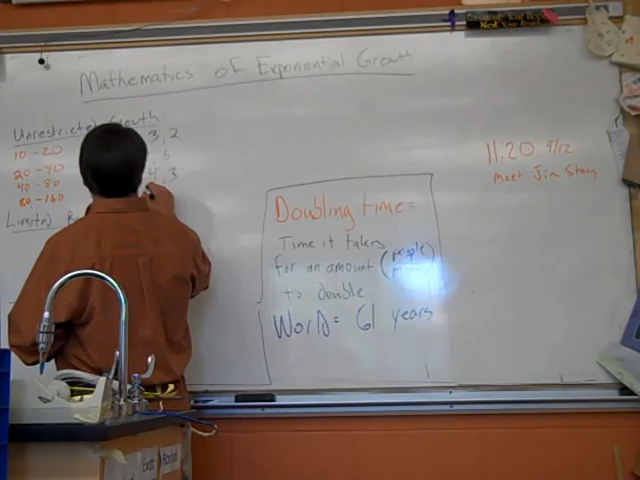 Mathematics of Exponential Growth
Unrestricted Growth
3, 2
10 - 20
, 6
20 - 40
4, 3
40 - 80
80 - 160
Limited
Doubling time =
Time it takes
for an amount (people
to double
World = 61 years
11.20 9/12
meet Jim